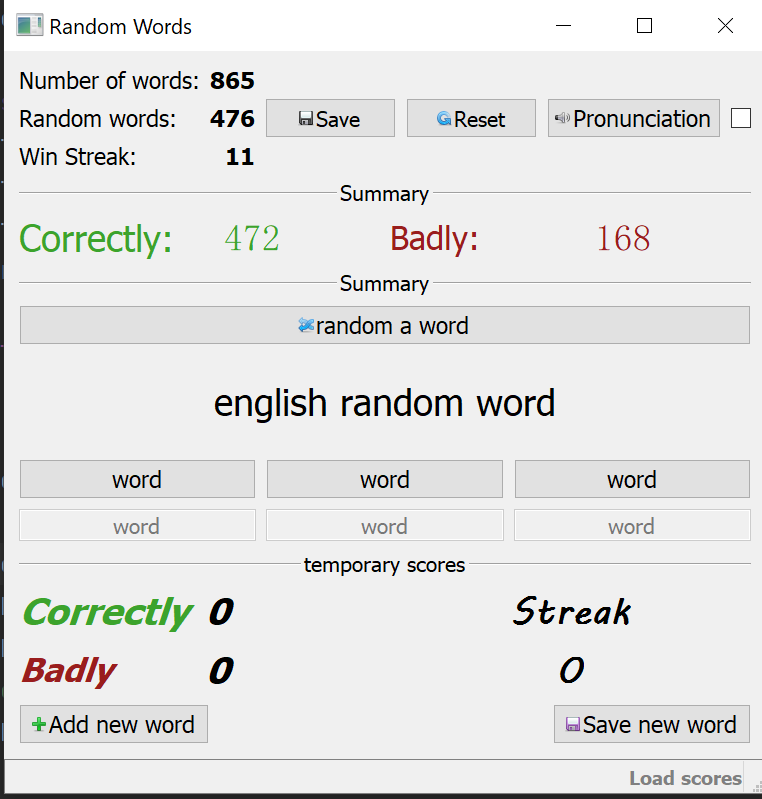 Random Words
Number of words: 865
Random words: 476 Save Reset Pronunciation
Win Streak: 11
Summary
Correctly: 472 Badly: 168
Summary
random a word
english random word
word word word
word word word
temporary scores
Correctly 0 Streak
Badly 0 0
Add new word Save new word
Load scores